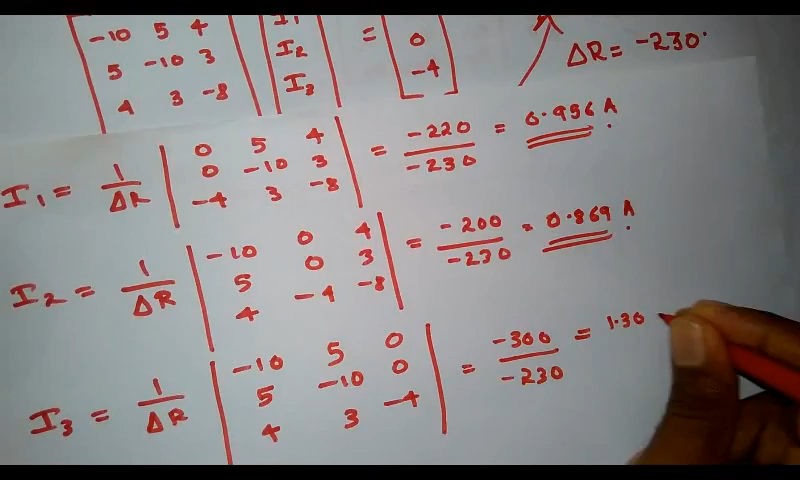 -10 5 4 I1 0
5 -10 3 I2 = 0
4 3 -8 I3 -4
ΔR = -230.
I1 = 1/ΔR | 0 5 4 | = -220/-230 = 0.956 A.
0 -10 3
-4 3 -8
I2 = 1/ΔR | -10 0 4 | = -200/-230 = 0.869 A.
5 0 3
4 -4 -8
I3 = 1/ΔR | -10 5 0 | = -300/-230 = 1.30
5 -10 0
4 3 -4